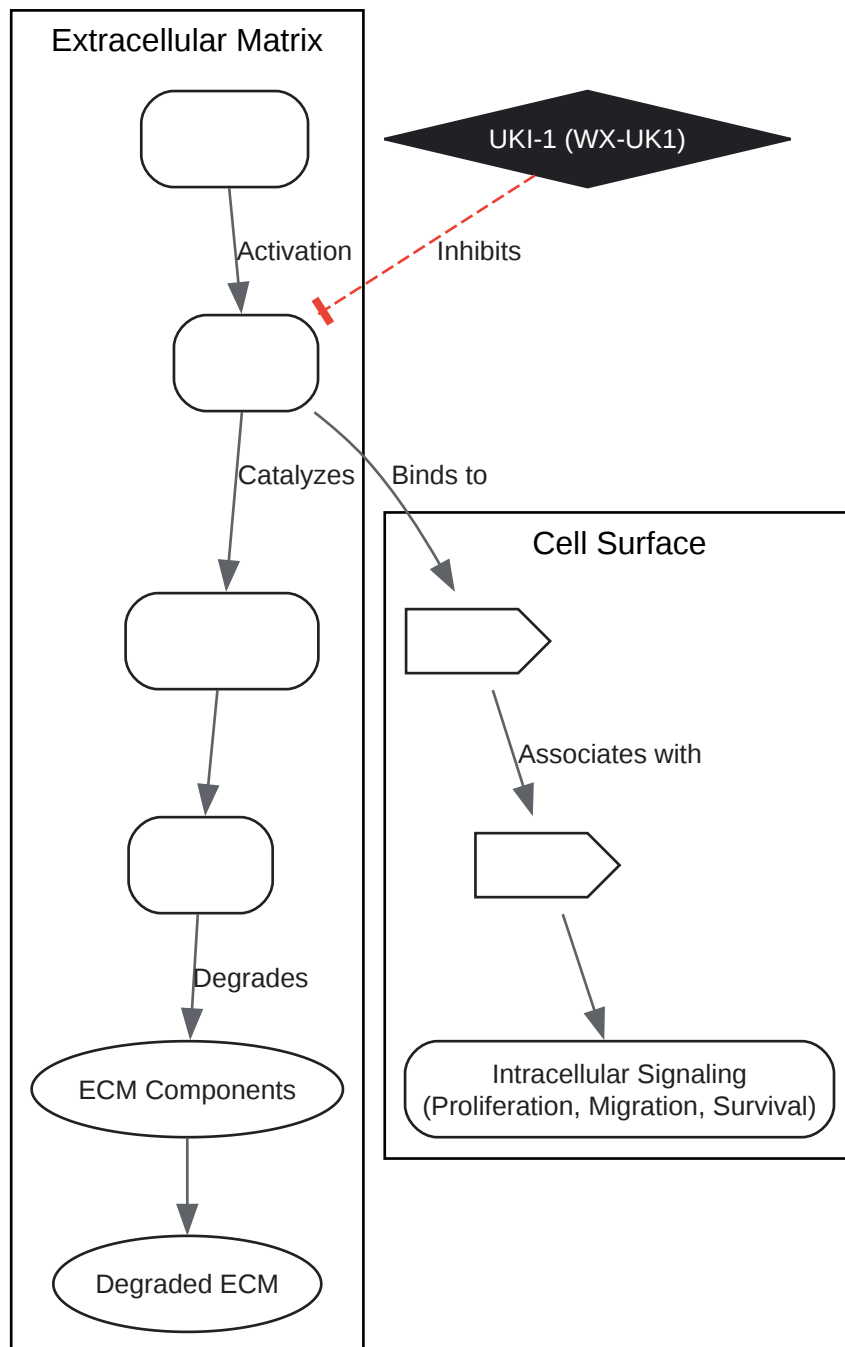 Extracellular Matrix
UKI-1 (WX-UK1)
Activation
Inhibits
Catalyzes
Binds to
Cell Surface
Associates with
Degrades
ECM Components
Intracellular Signaling
(Proliferation, Migration, Survival)
Degraded ECM